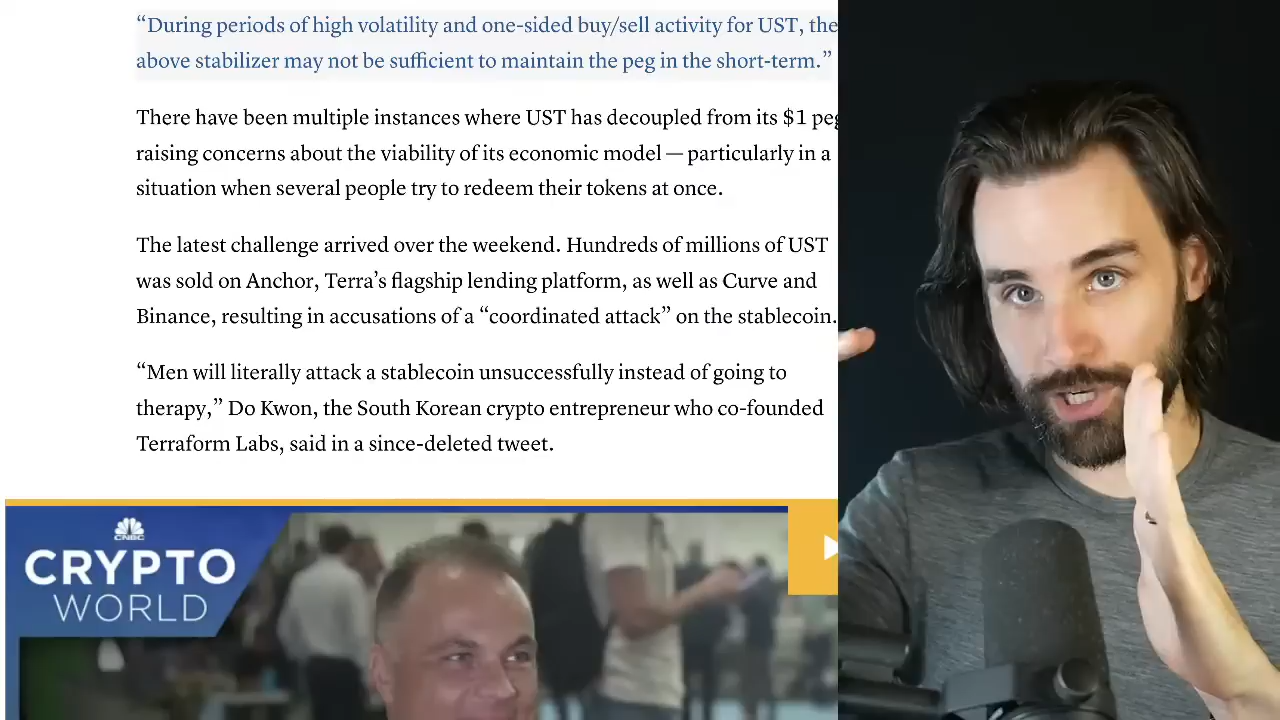 “During periods of high volatility and one-sided buy/sell activity for UST, the
above stabilizer may not be sufficient to maintain the peg in the short-term.”
There have been multiple instances where UST has decoupled from its $1
raising concerns about the viability of its economic model — particularly in a
situation when several people try to redeem their tokens at once.
The latest challenge arrived over the weekend. Hundreds of millions of UST
was sold on Anchor, Terra’s flagship lending platform, as well as Curve and
Binance, resulting in accusations of a “coordinated attack” on the stablecoin.
“Men will literally attack a stablecoin unsuccessfully instead of going to
therapy,” Do Kwon, the South Korean crypto entrepreneur who co-founded
Terraform Labs, said in a since-deleted tweet.
CNBC
CRYPTO
WORLD